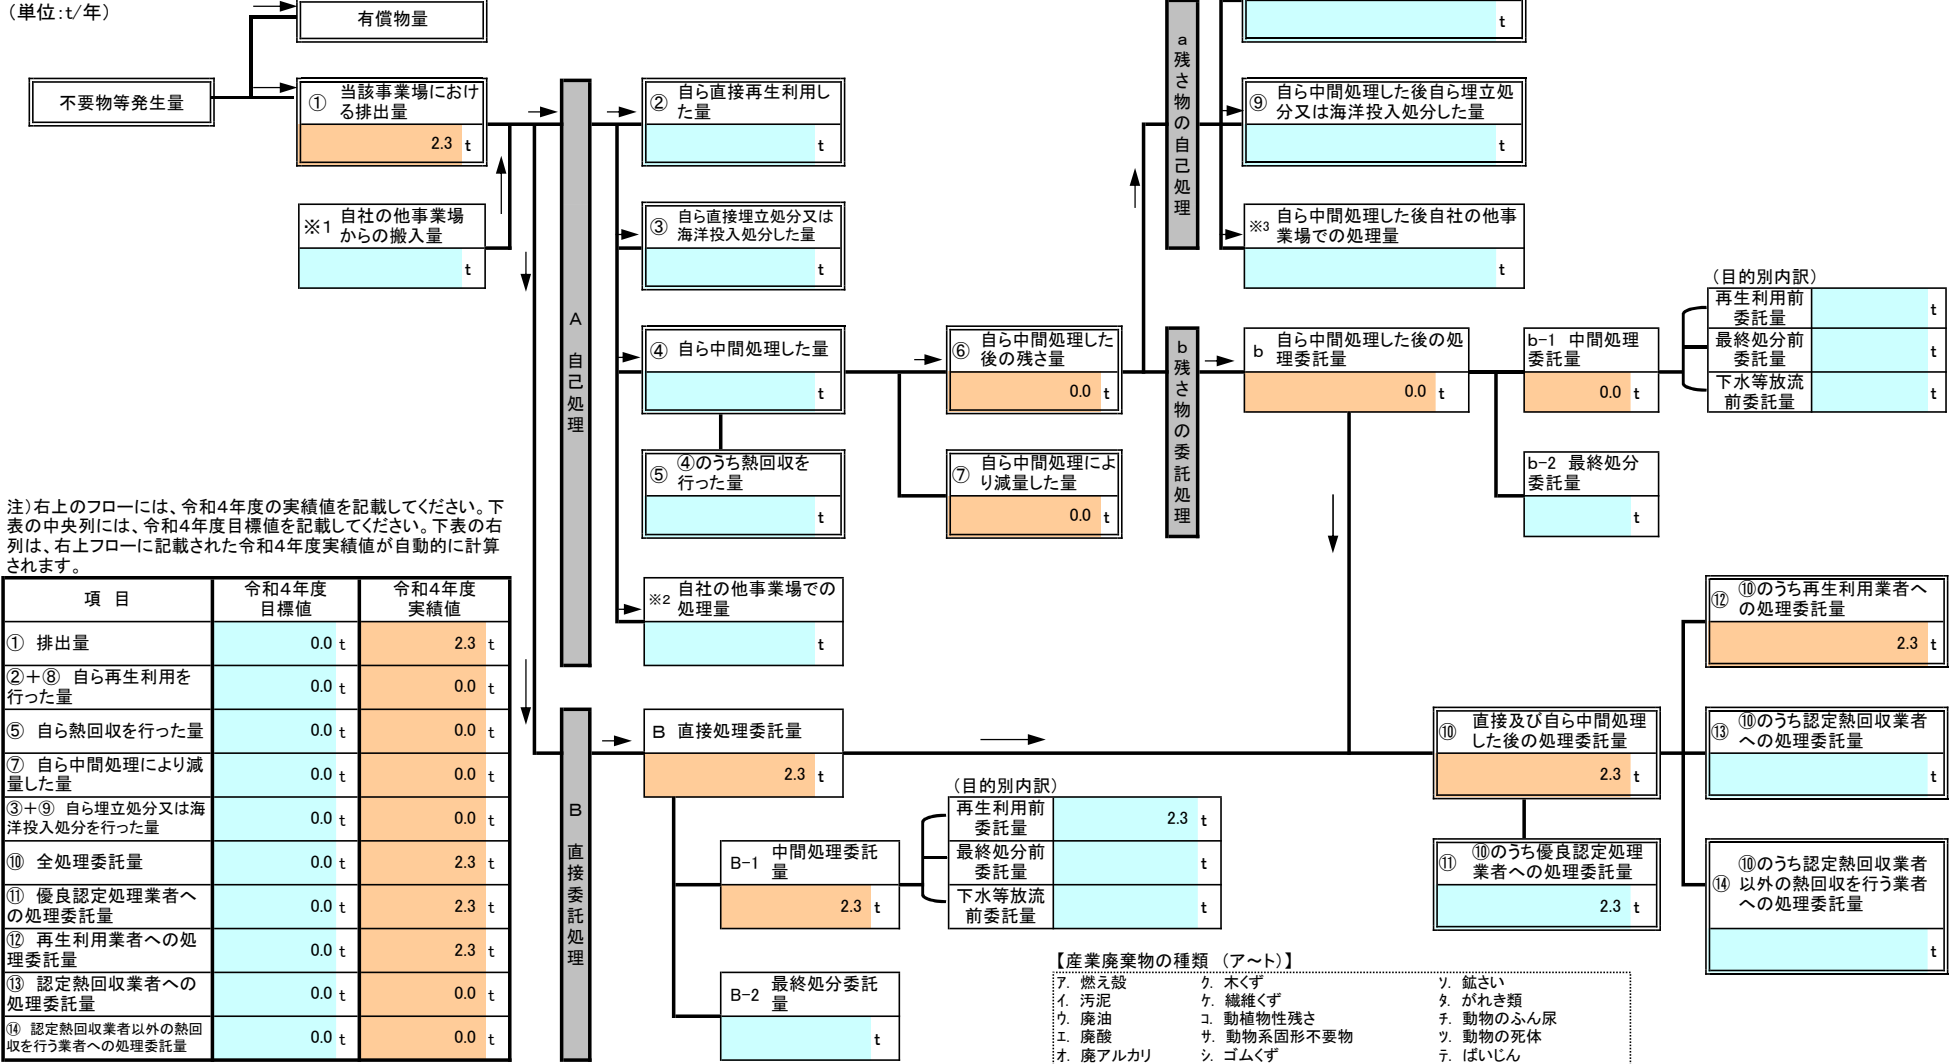 （単位：t/年）
有償物量
不要物等発生量
① 当該事業場におけ
る排出量
2.3 t
※1 自社の他事業場
からの搬入量
t
A
自己処理
② 自ら直接再生利用し
た量
t
③ 自ら直接埋立処分又は
海洋投入処分した量
t
④ 自ら中間処理した量
t
⑤ ④のうち熱回収を
行った量
t
※2 自社の他事業場での
処理量
t
⑥ 自ら中間処理した
後の残さ量
0.0 t
⑦ 自ら中間処理によ
り減量した量
0.0 t
a残さ物の自己処理
t
⑨ 自ら中間処理した後自ら埋立処
分又は海洋投入処分した量
t
※3 自ら中間処理した後自社の他事
業場での処理量
t
b残さ物の委託処理
b 自ら中間処理した後の処
理委託量
0.0 t
b-1 中間処理
委託量
0.0 t
b-2 最終処分
委託量
t
（目的別内訳）
再生利用前
委託量
t
最終処分前
委託量
t
下水等放流
前委託量
t
注）右上のフローには、令和4年度の実績値を記載してください。下
表の中央列には、令和4年度目標値を記載してください。下表の右
列は、右上フローに記載された令和4年度実績値が自動的に計算
されます。
項 目 令和4年度
目標値 令和4年度
実績値
① 排出量 0.0 t 2.3 t
②+⑧ 自ら再生利用を
行った量 0.0 t 0.0 t
⑤ 自ら熱回収を行った量 0.0 t 0.0 t
⑦ 自ら中間処理により減
量した量 0.0 t 0.0 t
③+⑨ 自ら埋立処分又は海
洋投入処分を行った量 0.0 t 0.0 t
⑩ 全処理委託量 0.0 t 2.3 t
⑪ 優良認定処理業者へ
の処理委託量 0.0 t 2.3 t
⑫ 再生利用業者への処
理委託量 0.0 t 2.3 t
⑬ 認定熱回収業者への
処理委託量 0.0 t 0.0 t
⑭ 認定熱回収業者以外の熱回
収を行う業者への処理委託量 0.0 t 0.0 t
B
直接委託処理
B 直接処理委託量
2.3 t
B-1 中間処理委託
量
2.3 t
B-2 最終処分委託
量
t
（目的別内訳）
再生利用前
委託量
2.3 t
最終処分前
委託量
t
下水等放流
前委託量
t
⑩ 直接及び自ら中間処理
した後の処理委託量
2.3 t
⑪ ⑩のうち優良認定処理
業者への処理委託量
2.3 t
⑫ ⑩のうち再生利用業者へ
の処理委託量
2.3 t
⑬ ⑩のうち認定熱回収業者
への処理委託量
t
⑭ ⑩のうち認定熱回収業者
以外の熱回収を行う業者
への処理委託量
t
【産業廃棄物の種類 （ア～ト）】
ア. 燃え殻 ク. 木くず ソ. 鉱さい
イ. 汚泥 ケ. 繊維くず タ. がれき類
ウ. 廃油 コ. 動植物性残さ チ. 動物のふん尿
エ. 廃酸 サ. 動物系固形不要物 ツ. 動物の死体
オ. 廃アルカリ シ. ゴムくず テ. ばいじん